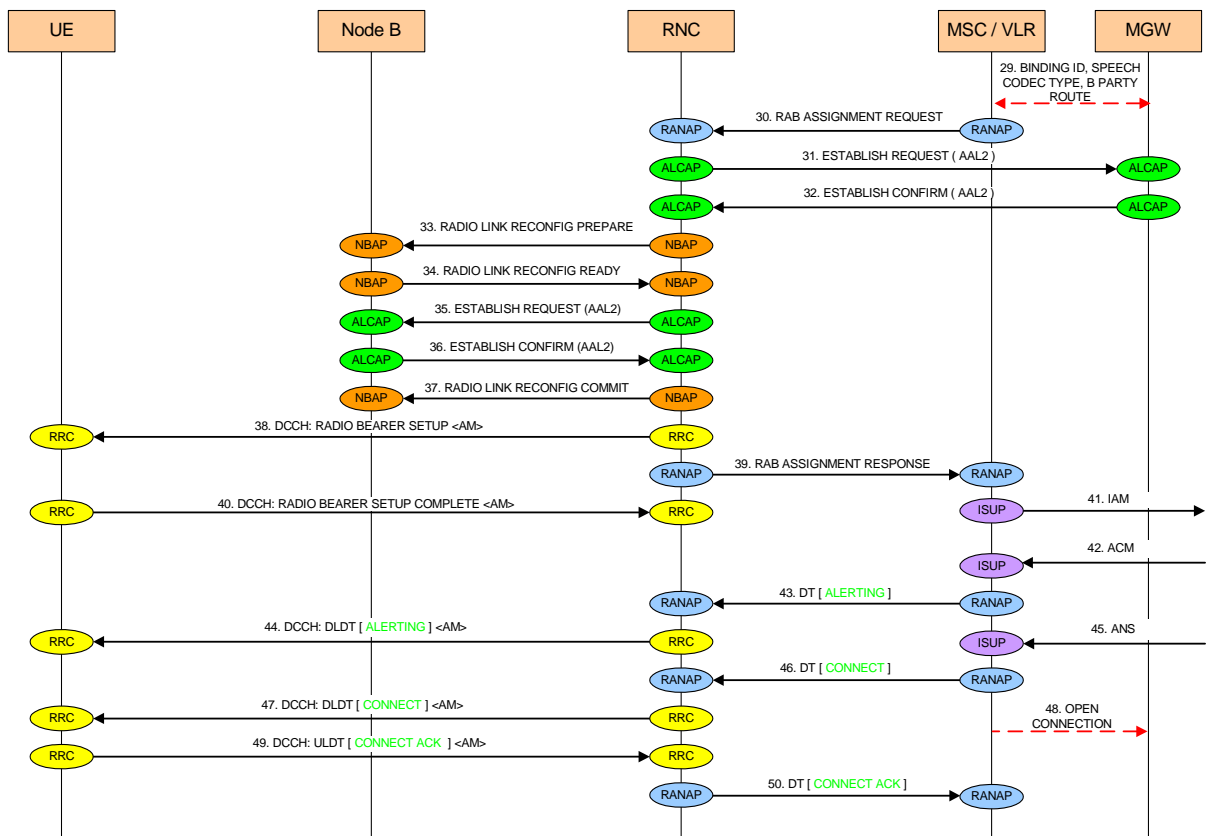 UE
Node B
RNC
MSC / VLR
MGW
29. BINDING ID, SPEECH
CODEC TYPE, B PARTY
ROUTE
30. RAB ASSIGNMENT REQUEST
RANAP
RANAP
31. ESTABLISH REQUEST ( AAL2 )
ALCAP
ALCAP
32. ESTABLISH CONFIRM ( AAL2 )
ALCAP
ALCAP
33. RADIO LINK RECONFIG PREPARE
NBAP
NBAP
34. RADIO LINK RECONFIG READY
NBAP
NBAP
35. ESTABLISH REQUEST (AAL2)
ALCAP
ALCAP
36. ESTABLISH CONFIRM (AAL2)
ALCAP
ALCAP
37. RADIO LINK RECONFIG COMMIT
NBAP
NBAP
38. DCCH: RADIO BEARER SETUP <AM>
RRC
RRC
39. RAB ASSIGNMENT RESPONSE
RANAP
RANAP
40. DCCH: RADIO BEARER SETUP COMPLETE <AM>
RRC
RRC
41. IAM
ISUP
42. ACM
ISUP
43. DT [ ALERTING ]
RANAP
RANAP
44. DCCH: DLDT [ ALERTING ] <AM>
RRC
RRC
45. ANS
ISUP
46. DT [ CONNECT ]
RANAP
RANAP
47. DCCH: DLDT [ CONNECT ] <AM>
RRC
RRC
48. OPEN
CONNECTION
49. DCCH: ULDT [ CONNECT ACK ] <AM>
RRC
RRC
50. DT [ CONNECT ACK ]
RANAP
RANAP